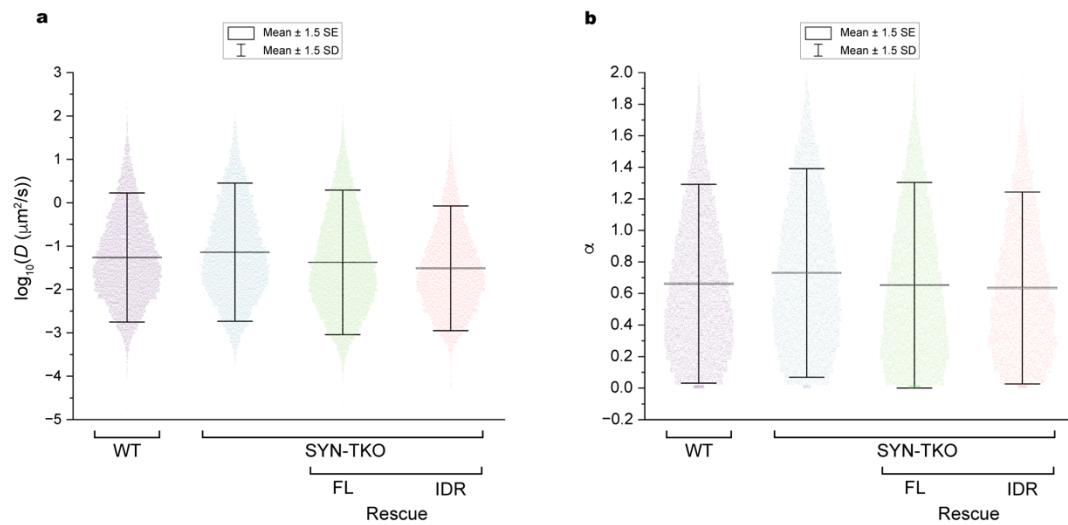 a
Mean ± 1.5 SE
Mean ± 1.5 SD
log₁₀(D (μm²/s))
3
2
1
0
−1
−2
−3
−4
−5
WT
SYN-TKO
FL
IDR
Rescue
b
Mean ± 1.5 SE
Mean ± 1.5 SD
α
2.0
1.8
1.6
1.4
1.2
1.0
0.8
0.6
0.4
0.2
0.0
−0.2
WT
SYN-TKO
FL
IDR
Rescue